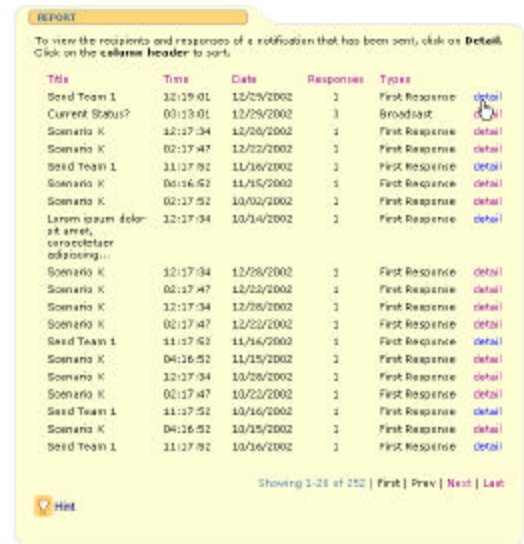 REPORT
To view the recipients and responses of a notification that has been sent, click on Detail.
Click on the column header to sort.
Title Time Date Responses Types
Send Team 1 12:19:01 12/29/2002 1 First Response detail
Current Status? 03:13:01 12/29/2002 3 Broadcast
Scenario K 12:17:34 12/28/2002 1 First Response detail
Scenario K 02:17:47 12/22/2002 1 First Response detail
Send Team 1 11:17:52 11/16/2002 1 First Response detail
Scenario K 04:16:52 11/15/2002 1 First Response detail
Scenario K 02:17:52 10/02/2002 1 First Response detail
Lorem ipsum dolor 12:17:34 10/14/2002 1 First Response detail
sit amet,
consectetuer
adipiscing...
Scenario K 12:17:34 12/28/2002 1 First Response detail
Scenario K 02:17:47 12/22/2002 1 First Response detail
Scenario K 12:17:34 12/28/2002 1 First Response detail
Scenario K 02:17:47 12/22/2002 1 First Response detail
Send Team 1 11:17:52 11/16/2002 1 First Response detail
Scenario K 04:16:52 11/15/2002 1 First Response detail
Scenario K 12:17:34 10/28/2002 1 First Response detail
Scenario K 02:17:47 10/22/2002 1 First Response detail
Send Team 1 11:17:52 10/16/2002 1 First Response detail
Scenario K 04:16:52 10/15/2002 1 First Response detail
Send Team 1 11:17:52 10/16/2002 1 First Response detail
Showing 1-20 of 252 | First | Prev | Next | Last
Hint